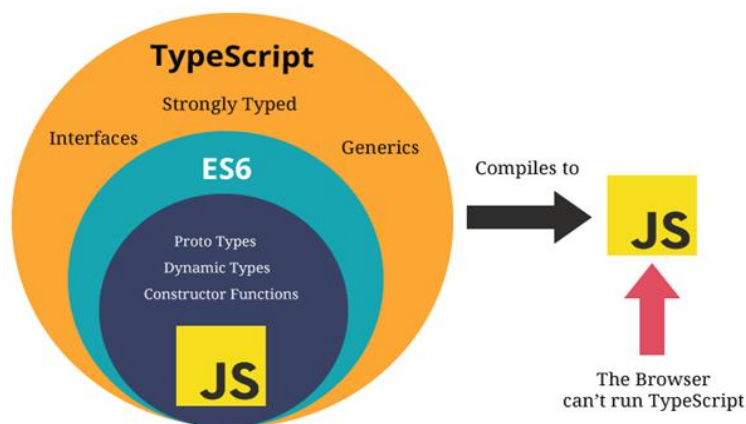 TypeScript
Strongly Typed
Interfaces
Generics
ES6
Proto Types
Dynamic Types
Constructor Functions
JS
Compiles to
JS
The Browser
can't run TypeScript